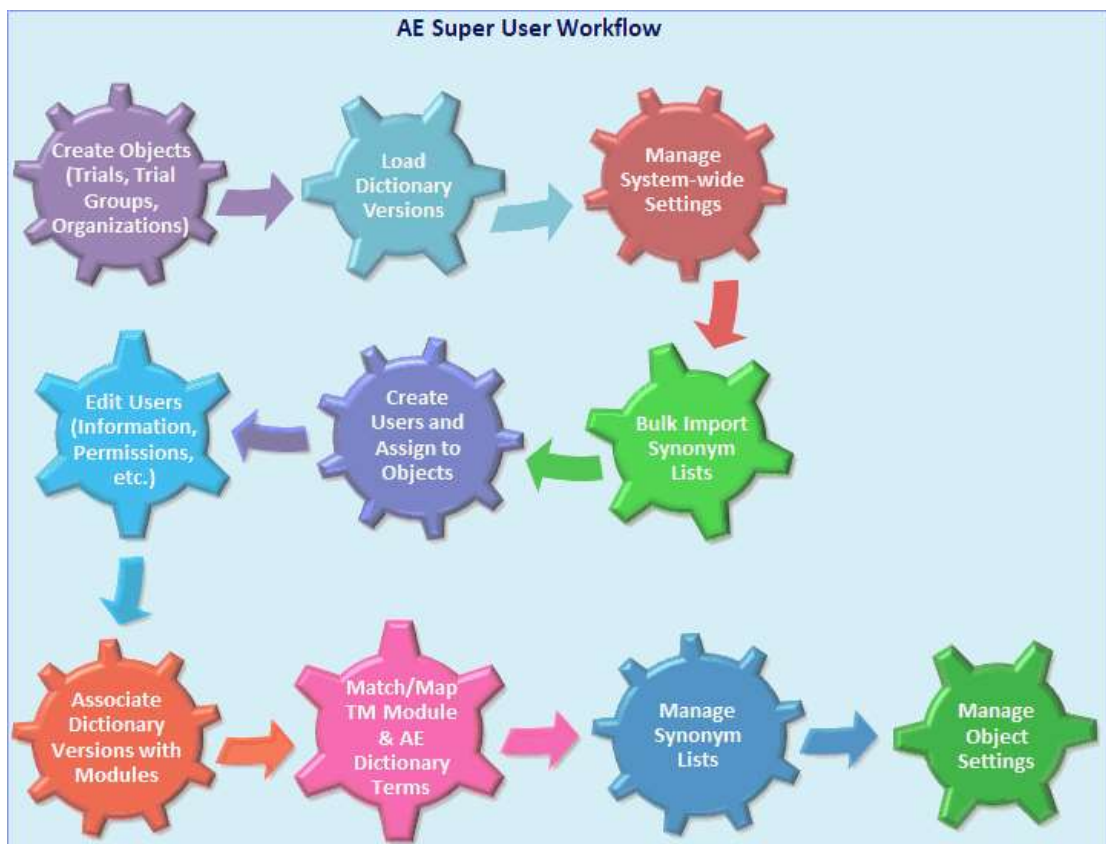 AE Super User Workflow
Create Objects
(Trials, Trial
Groups,
Organizations)
Load
Dictionary
Versions
Manage
System-wide
Settings
Bulk Import
Synonym
Lists
Create
Users and
Assign to
Objects
Edit Users
(Information,
Permissions,
etc.)
Associate
Dictionary
Versions with
Modules
Match/Map
TM Module
& AE
Dictionary
Terms
Manage
Synonym
Lists
Manage
Object
Settings